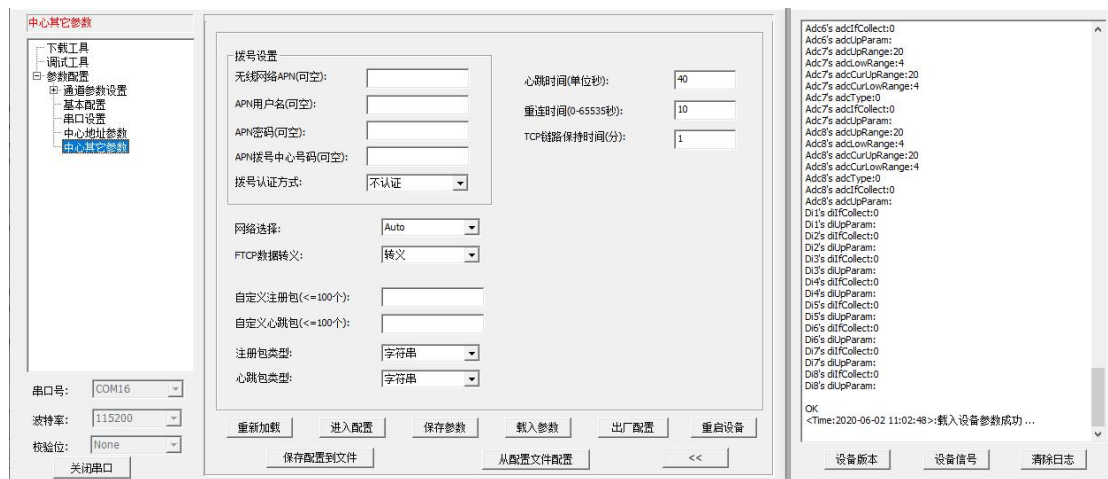 中心其它参数
下载工具
调试工具
参数配置
通道参数设置
基本配置
串口设置
中心地址参数
中心其它参数
串口号: COM16
波特率: 115200
校验位: None
关闭串口
拨号设置
无线网络APN(可空):
APN用户名(可空):
APN密码(可空):
APN拨号中心号码(可空):
拨号认证方式: 不认证
心跳时间(单位秒): 40
重连时间(0-65535秒): 10
TCP链路保持时间(分): 1
网络选择: Auto
FTCP数据转义: 转义
自定义注册包(<=100个):
自定义心跳包(<=100个):
注册包类型: 字符串
心跳包类型: 字符串
重新加载 进入配置 保存参数 载入参数 出厂配置 重启设备
保存配置到文件 从配置文件配置 <<
Adc6's adcIfCollect:0
Adc6's adcUpParam:
Adc7's adcUpRange:20
Adc7's adcLowRange:4
Adc7's adcCurUpRange:20
Adc7's adcCurLowRange:4
Adc7's adcType:0
Adc7's adcIfCollect:0
Adc7's adcUpParam:
Adc8's adcUpRange:20
Adc8's adcLowRange:4
Adc8's adcCurUpRange:20
Adc8's adcCurLowRange:4
Adc8's adcType:0
Adc8's adcIfCollect:0
Adc8's adcUpParam:
Di1's diIfCollect:0
Di1's diUpParam:
Di2's diIfCollect:0
Di2's diUpParam:
Di3's diIfCollect:0
Di3's diUpParam:
Di4's diIfCollect:0
Di4's diUpParam:
Di5's diIfCollect:0
Di5's diUpParam:
Di6's diIfCollect:0
Di6's diUpParam:
Di7's diIfCollect:0
Di7's diUpParam:
Di8's diIfCollect:0
Di8's diUpParam:
OK
<Time:2020-06-02 11:02:48>:载入设备参数成功 ...
设备版本 设备信号 清除日志